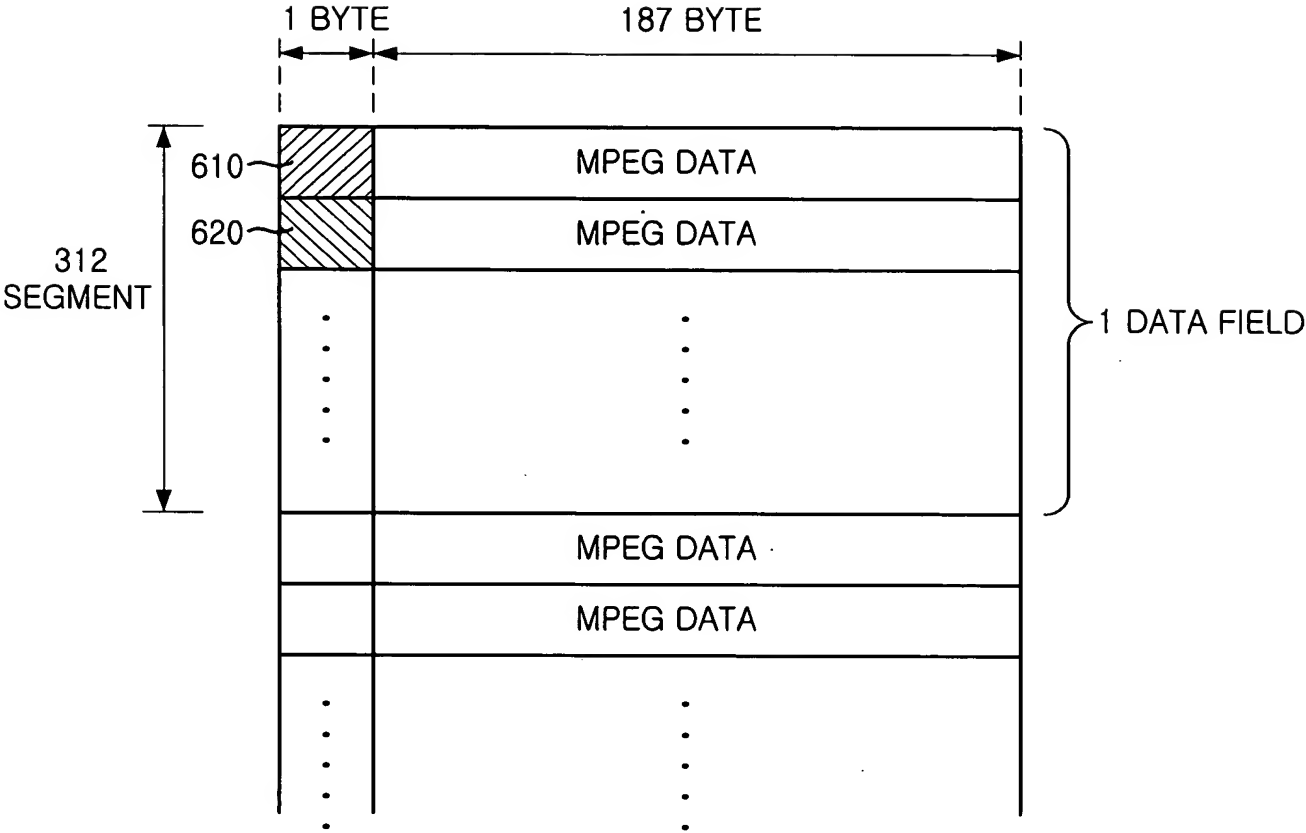 1 BYTE
187 BYTE
610
MPEG DATA
620
MPEG DATA
312
SEGMENT
1 DATA FIELD
MPEG DATA
MPEG DATA